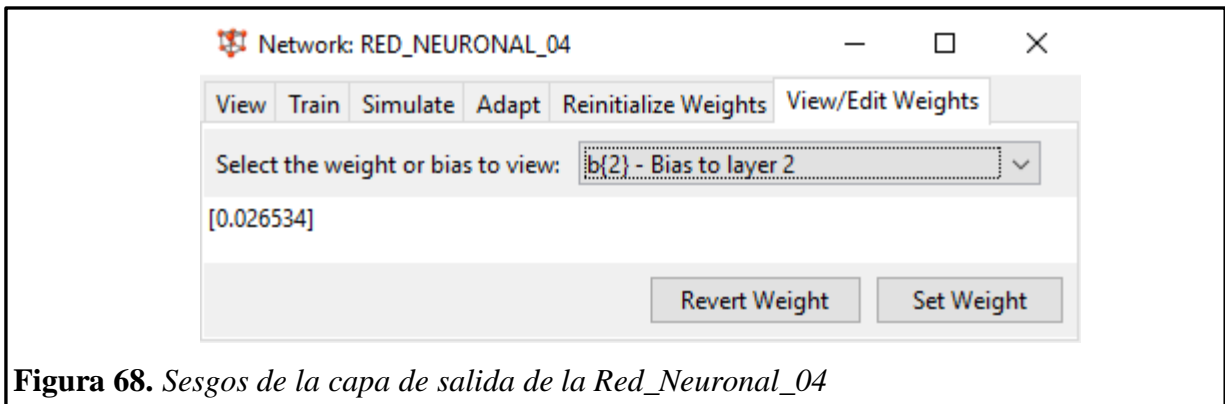 Network: RED_NEURONAL_04
View Train Simulate Adapt Reinitialize Weights View/Edit Weights
Select the weight or bias to view: b{2} - Bias to layer 2
[0.026534]
Revert Weight Set Weight
Figura 68. Sesgos de la capa de salida de la Red_Neuronal_04